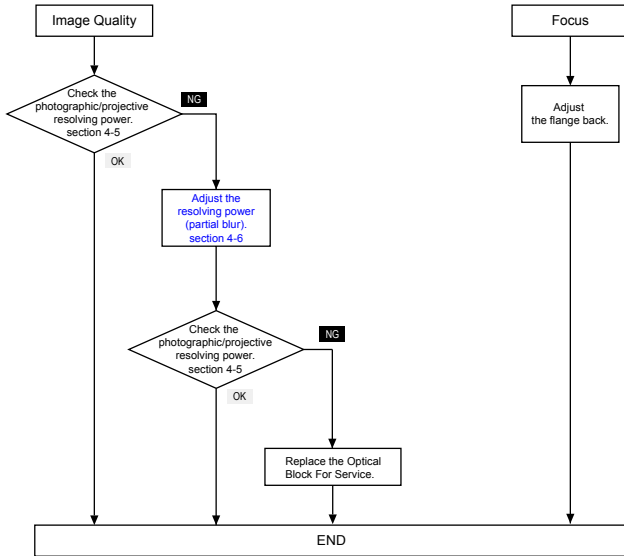 Image Quality
Focus
Check the
photographic/projective
resolving power.
section 4-5
NG
OK
Adjust
the flange back.
Adjust the
resolving power
(partial blur).
section 4-6
Check the
photographic/projective
resolving power.
section 4-5
NG
OK
Replace the Optical
Block For Service.
END